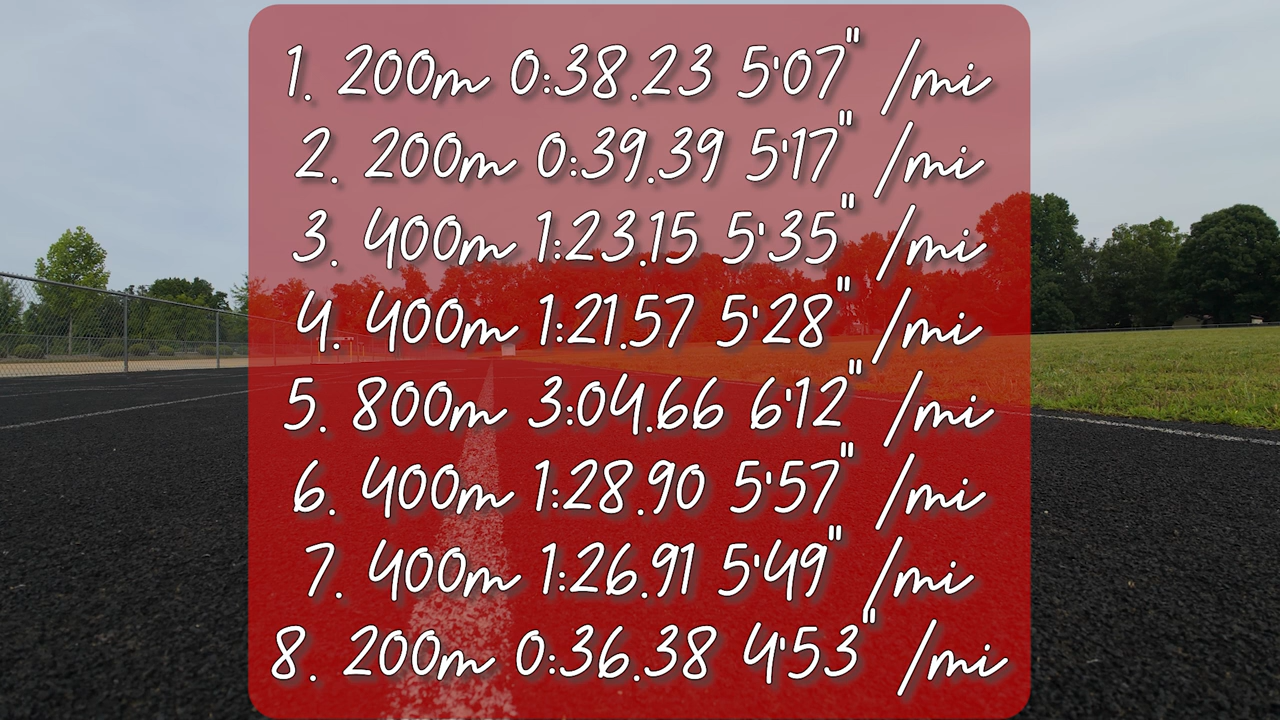 1. 200m 0:38.23 5'07" /mi
2. 200m 0:39.39 5'17" /mi
3. 400m 1:23.15 5'35" /mi
4. 400m 1:21.57 5'28" /mi
5. 800m 3:04.66 6'12" /mi
6. 400m 1:28.90 5'57" /mi
7. 400m 1:26.91 5'49" /mi
8. 200m 0:36.38 4'53" /mi